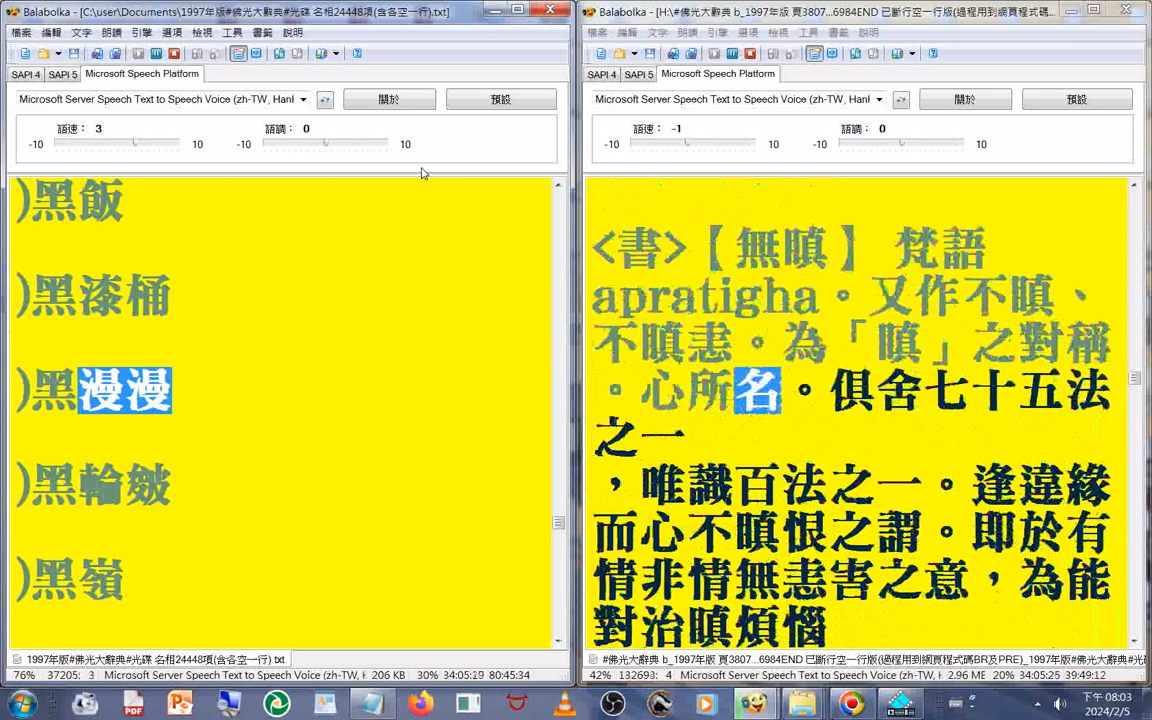 Balabolka - [C:\user\Documents\1997年版#佛光大辭典#光碟 名相24448項(含各空一行).txt]
檔案 編輯 文字 朗讀 引擎 選項 檢視 工具 書籤 說明
SAPI 4 SAPI 5 Microsoft Speech Platform
Microsoft Server Speech Text to Speech Voice (zh-TW, Hanl
關於
預設
語速： 3
語調： 0
-10 10 -10 10
)黑飯
)黑漆桶
)黑漫漫
)黑輪皴
)黑嶺
1997年版#佛光大辭典#光碟 名相24448項(含各空一行).txt
76% 37205: 3 Microsoft Server Speech Text to Speech Voice (zh-TW, H 206 KB 30% 34:05:29 80:45:34
Balabolka - [H:\#佛光大辭典 b_1997年版 頁3807...6984END 已斷行空一行版(過程用到網頁程式碼...
檔案 編輯 文字 朗讀 引擎 選項 檢視 工具 書籤 說明
SAPI 4 SAPI 5 Microsoft Speech Platform
Microsoft Server Speech Text to Speech Voice (zh-TW, Hanl
關於
預設
語速： -1
語調： 0
-10 10 -10 10
<書>【無瞋】 梵語
apratigha。又作不瞋、
不瞋恚。為「瞋」之對稱
。心所名。俱舍七十五法
之一
，唯識百法之一。逢違緣
而心不瞋恨之謂。即於有
情非情無恚害之意，為能
對治瞋煩惱
#佛光大辭典 b_1997年版 頁3807...6984END 已斷行空一行版(過程用到網頁程式碼BR及PRE)_1997年版#佛光大辭典#光
42% 132693: 4 Microsoft Server Speech Text to Speech Voice (zh-TW, H 2.96 ME 20% 34:05:25 39:49:12
PDF
下午 08:03
2024/2/5